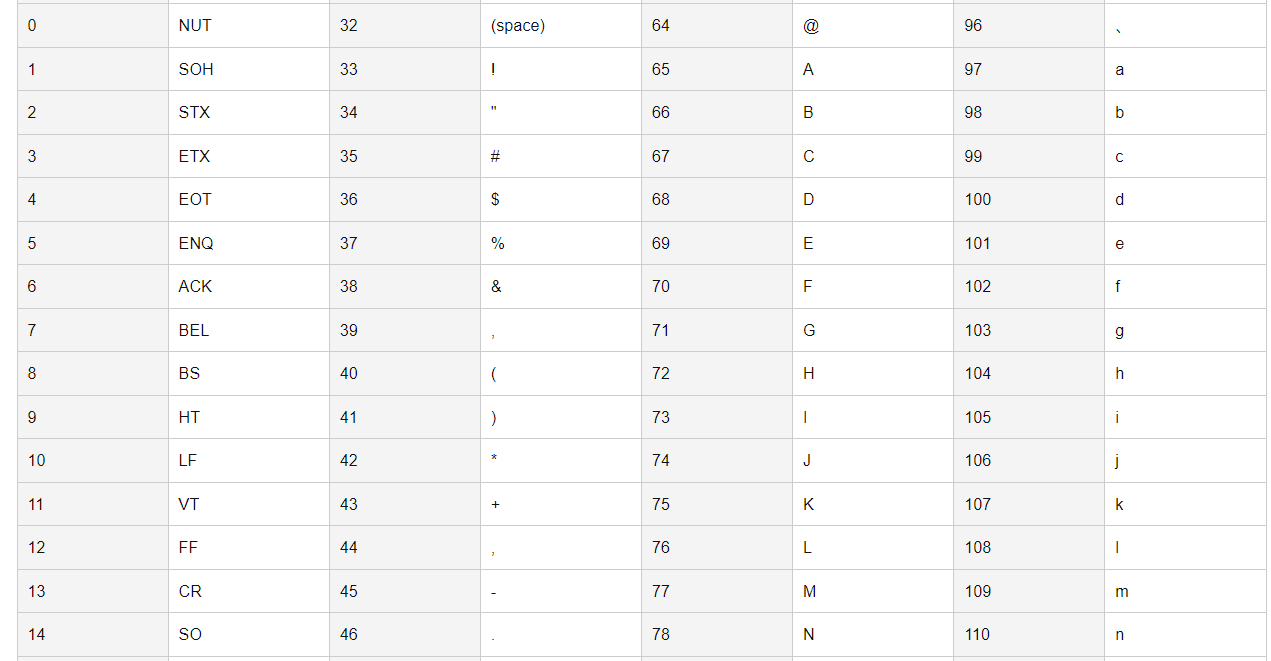 0 NUT 32 (space) 64 @ 96 、
1 SOH 33 ! 65 A 97 a
2 STX 34 " 66 B 98 b
3 ETX 35 # 67 C 99 c
4 EOT 36 $ 68 D 100 d
5 ENQ 37 % 69 E 101 e
6 ACK 38 & 70 F 102 f
7 BEL 39 , 71 G 103 g
8 BS 40 ( 72 H 104 h
9 HT 41 ) 73 I 105 i
10 LF 42 * 74 J 106 j
11 VT 43 + 75 K 107 k
12 FF 44 , 76 L 108 l
13 CR 45 - 77 M 109 m
14 SO 46 . 78 N 110 n